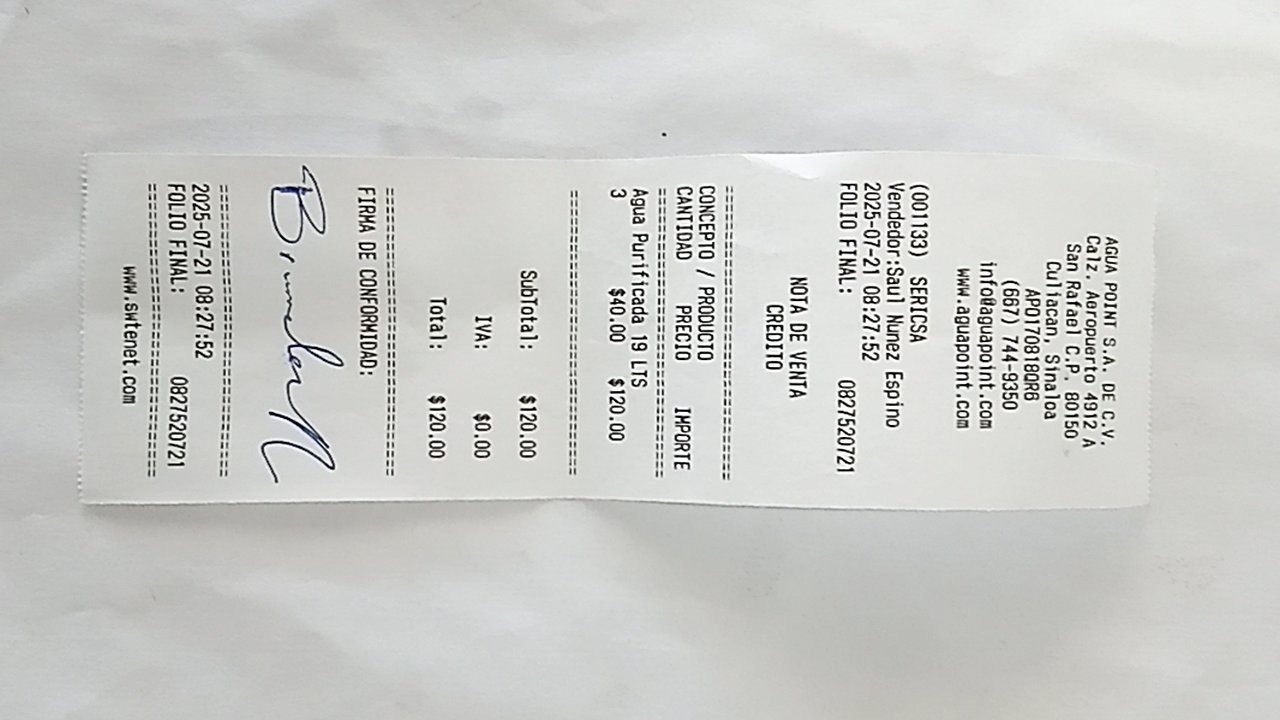 AGUA POINT S.A. DE C.V.
Calz. Aeropuerto 4912 A
San Rafael C.P. 80150
Culiacan, Sinaloa
APO170818QR6
(667) 744-9350
info@aguapoint.com
www.aguapoint.com
(001133) SERICSA
Vendedor:Saul Nunez Espino
2025-07-21 08:27:52
FOLIO FINAL: 0827520721
NOTA DE VENTA
CREDITO
CONCEPTO / PRODUCTO
CANTIDAD PRECIO IMPORTE
Agua Purificada 19 LTS
3 $40.00 $120.00
SubTotal: $120.00
IVA: $0.00
Total: $120.00
FIRMA DE CONFORMIDAD:
2025-07-21 08:27:52
FOLIO FINAL: 0827520721
www.swtenet.com